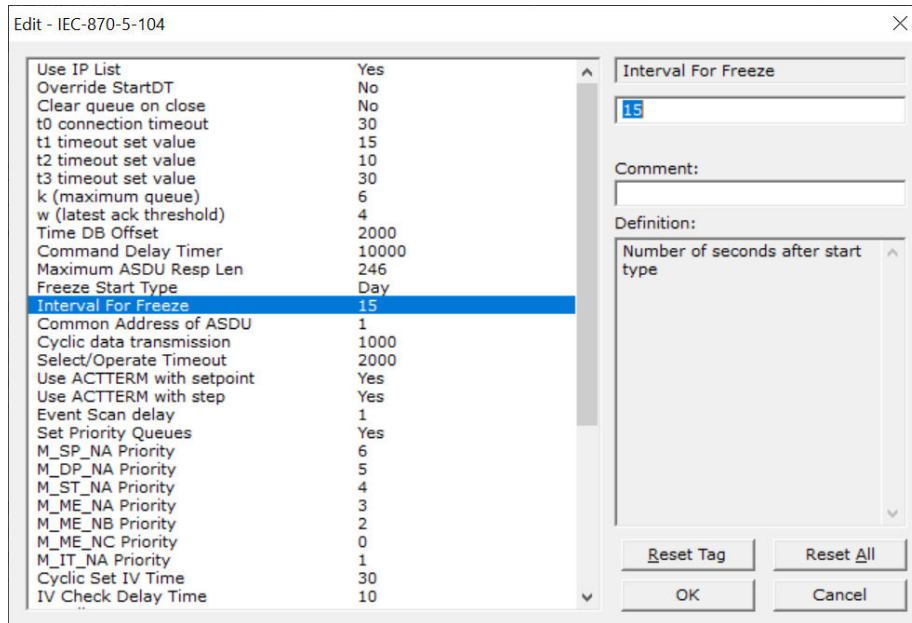 Edit - IEC-870-5-104
Use IP List Yes
Override StartDT No
Clear queue on close No
t0 connection timeout 30
t1 timeout set value 15
t2 timeout set value 10
t3 timeout set value 30
k (maximum queue) 6
w (latest ack threshold) 4
Time DB Offset 2000
Command Delay Timer 10000
Maximum ASDU Resp Len 246
Freeze Start Type Day
Interval For Freeze 15
Common Address of ASDU 1
Cyclic data transmission 1000
Select/Operate Timeout 2000
Use ACTTERM with setpoint Yes
Use ACTTERM with step Yes
Event Scan delay 1
Set Priority Queues Yes
M_SP_NA Priority 6
M_DP_NA Priority 5
M_ST_NA Priority 4
M_ME_NA Priority 3
M_ME_NB Priority 2
M_ME_NC Priority 0
M_IT_NA Priority 1
Cyclic Set IV Time 30
IV Check Delay Time 10
Interval For Freeze
15
Comment:
Definition:
Number of seconds after start
type
Reset Tag Reset All
OK Cancel